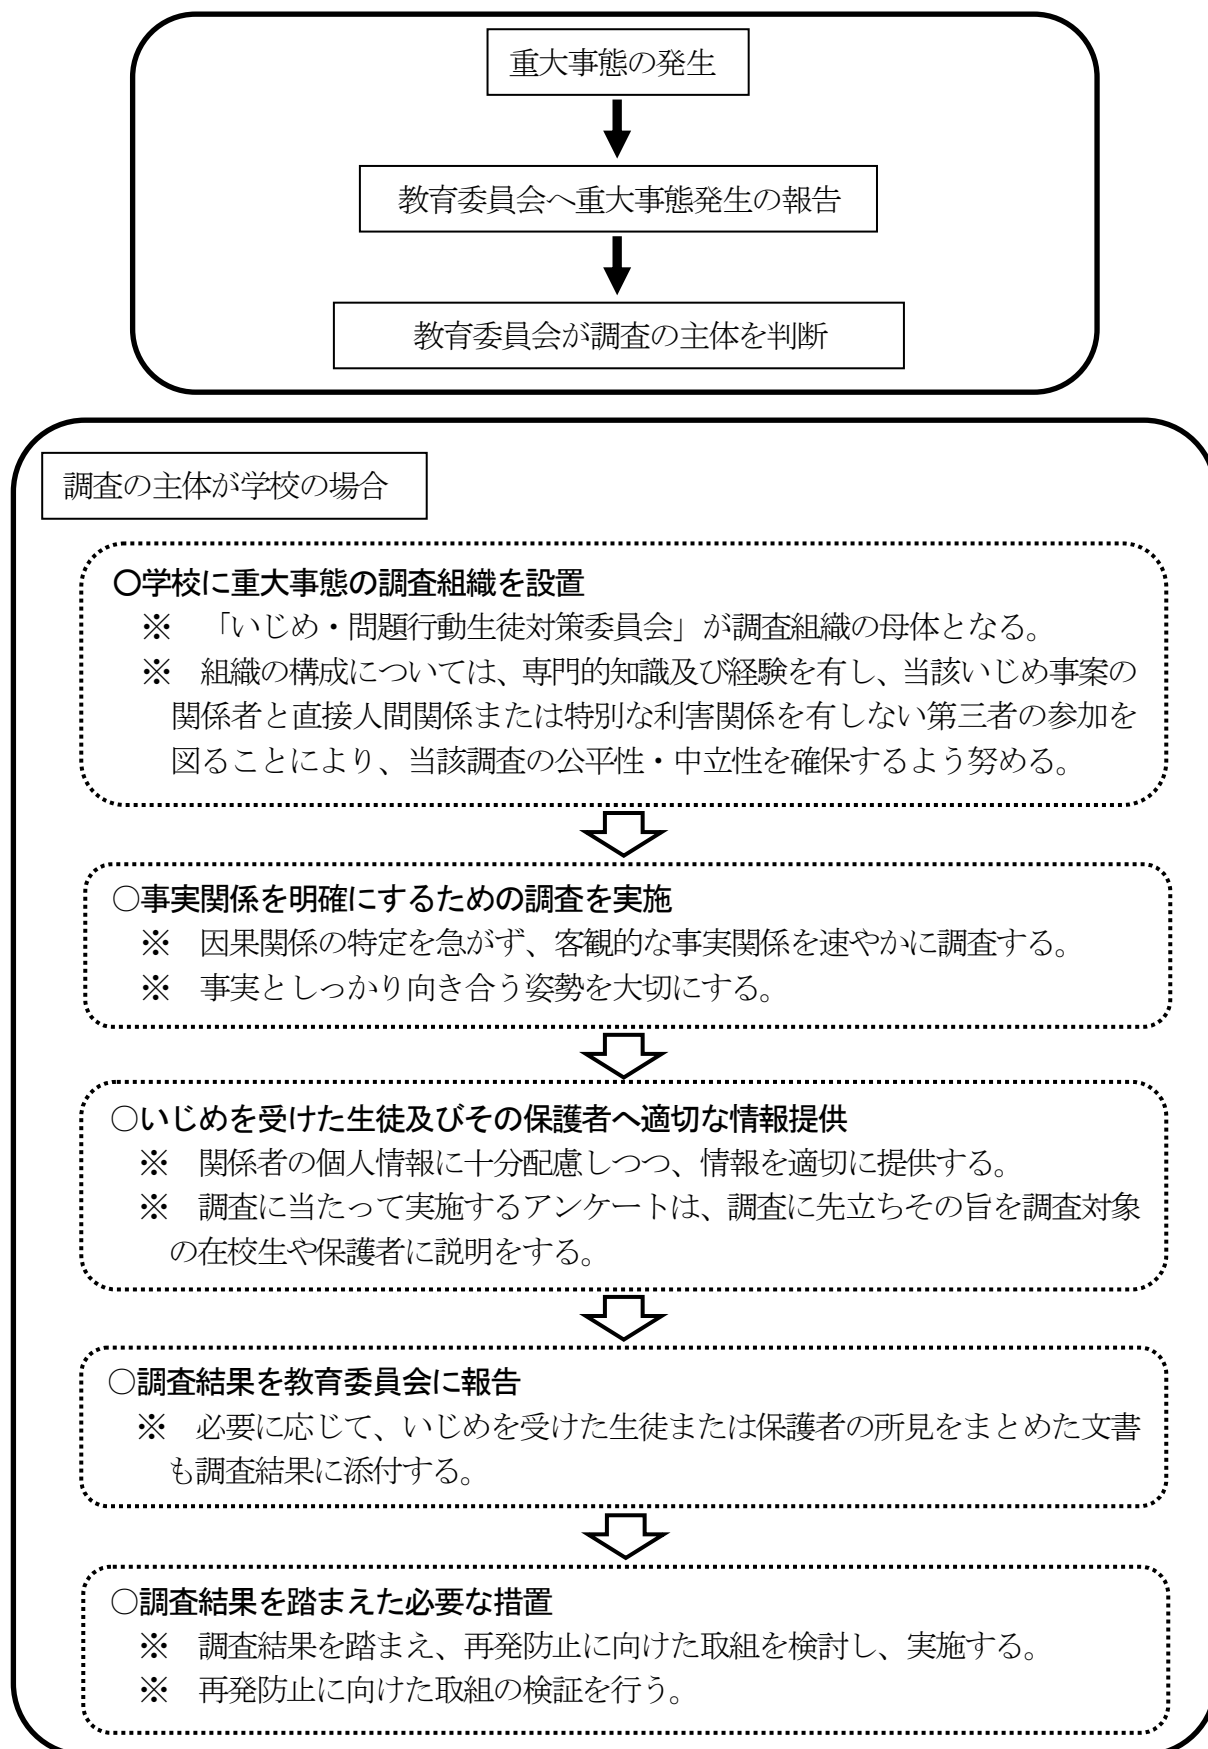 重大事態の発生
教育委員会へ重大事態発生の報告
教育委員会が調査の主体を判断
調査の主体が学校の場合
○学校に重大事態の調査組織を設置
※　「いじめ・問題行動生徒対策委員会」が調査組織の母体となる。
※　組織の構成については、専門的知識及び経験を有し、当該いじめ事案の
関係者と直接人間関係または特別な利害関係を有しない第三者の参加を
図ることにより、当該調査の公平性・中立性を確保するよう努める。
○事実関係を明確にするための調査を実施
※　因果関係の特定を急がず、客観的な事実関係を速やかに調査する。
※　事実としっかり向き合う姿勢を大切にする。
○いじめを受けた生徒及びその保護者へ適切な情報提供
※　関係者の個人情報に十分配慮しつつ、情報を適切に提供する。
※　調査に当たって実施するアンケートは、調査に先立ちその旨を調査対象
の在校生や保護者に説明をする。
○調査結果を教育委員会に報告
※　必要に応じて、いじめを受けた生徒または保護者の所見をまとめた文書
も調査結果に添付する。
○調査結果を踏まえた必要な措置
※　調査結果を踏まえ、再発防止に向けた取組を検討し、実施する。
※　再発防止に向けた取組の検証を行う。